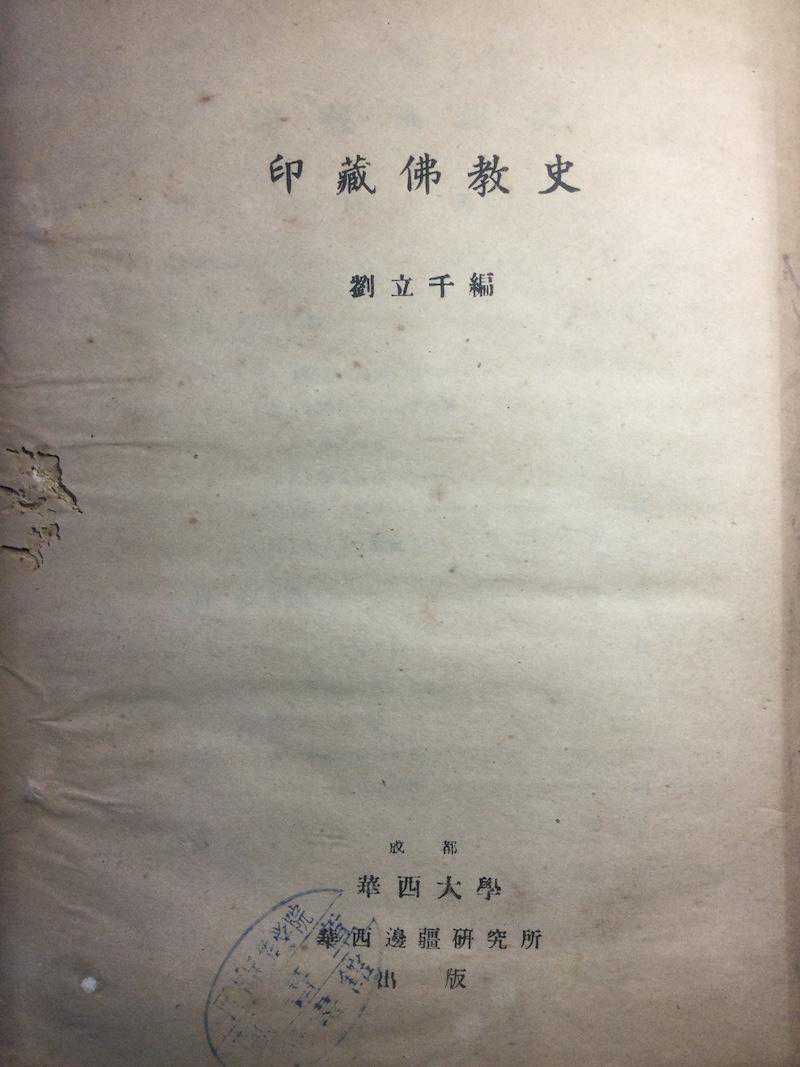 印藏佛教史
劉立千編
成都
華西大學
華西邊疆研究所
出版